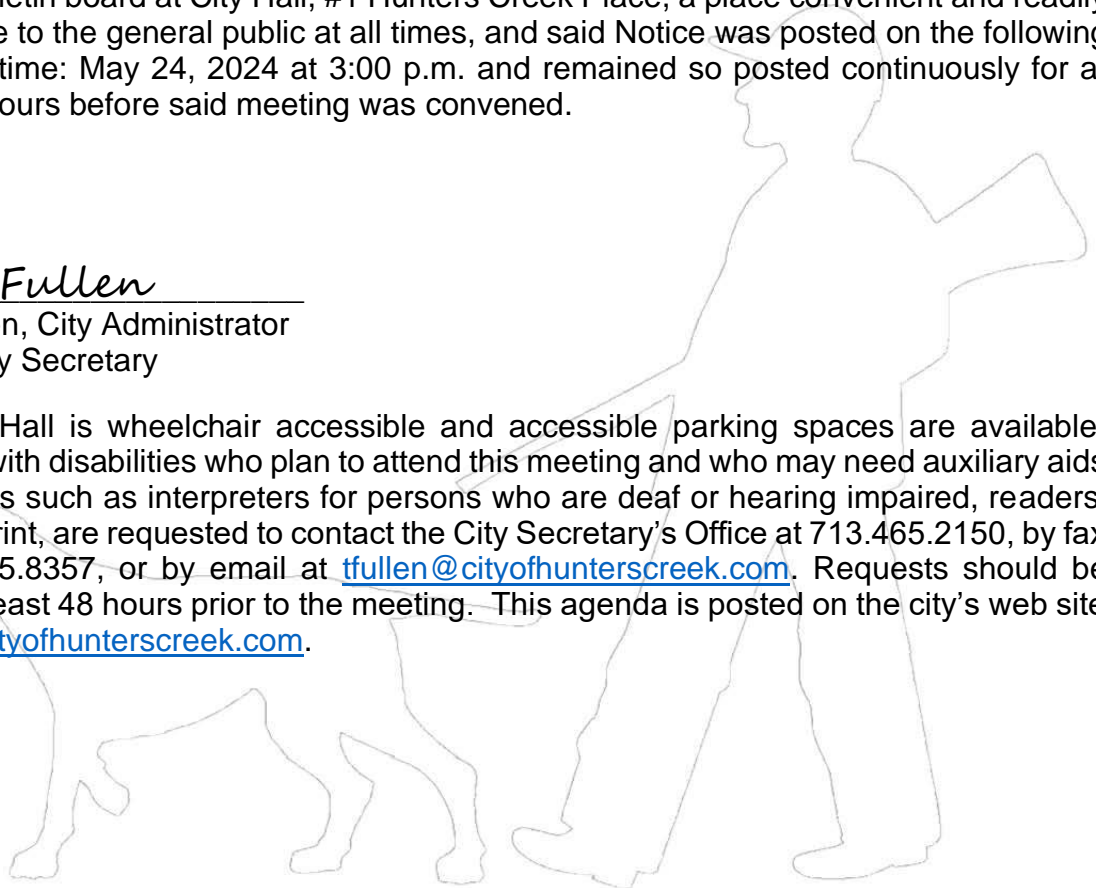 letin board at City Hall, #1 Hunters Creek Place, a place convenient and readily
e to the general public at all times, and said Notice was posted on the following
time: May 24, 2024 at 3:00 p.m. and remained so posted continuously for a
ours before said meeting was convened.
Fullen
n, City Administrator
y Secretary
Hall is wheelchair accessible and accessible parking spaces are available
with disabilities who plan to attend this meeting and who may need auxiliary aids
s such as interpreters for persons who are deaf or hearing impaired, readers
rint, are requested to contact the City Secretary’s Office at 713.465.2150, by fax
5.8357, or by email at tfullen@cityofhunterscreek.com. Requests should be
east 48 hours prior to the meeting. This agenda is posted on the city’s web site
tyofhunterscreek.com.